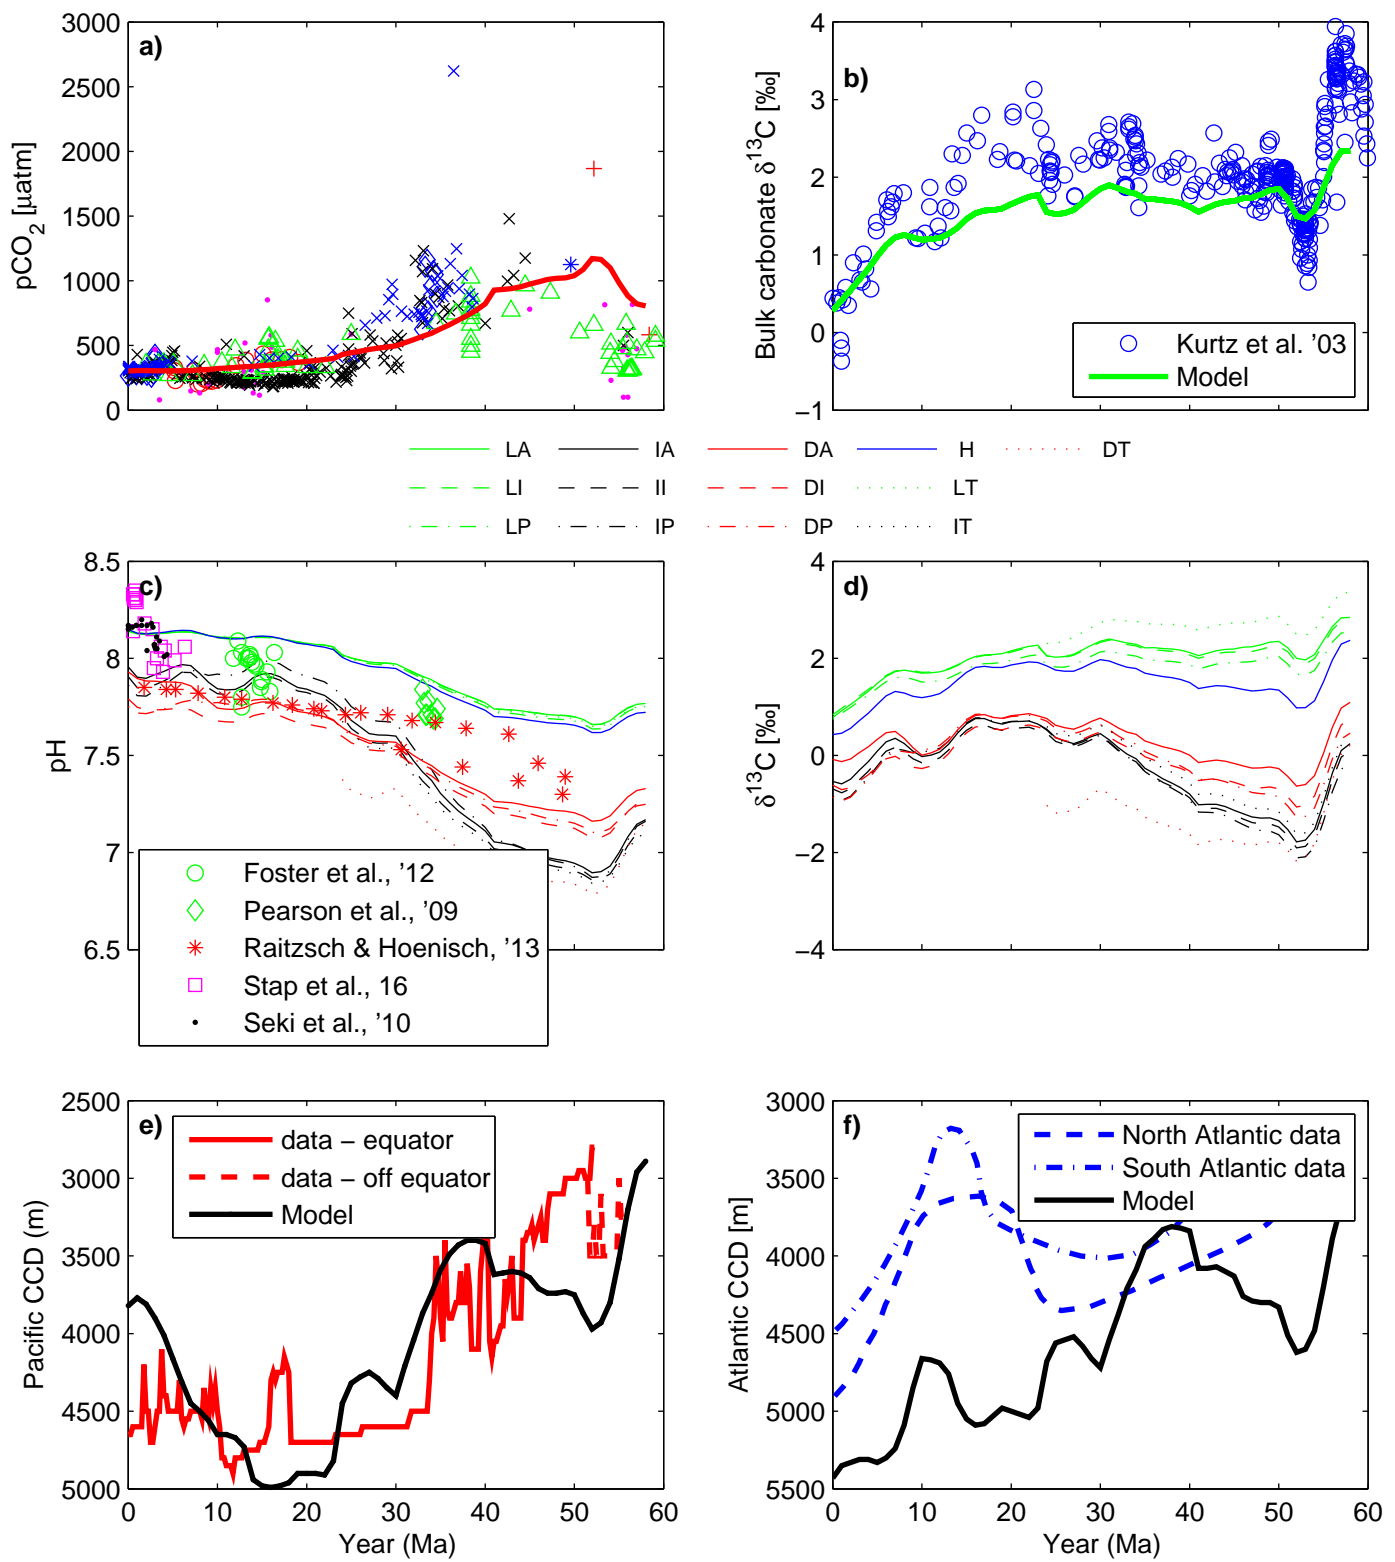 a)
pCO2 [µatm]
3000
2500
2000
1500
1000
500
0
b)
Bulk carbonate δ13C [‰]
4
3
2
1
0
−1
Kurtz et al. '03
Model
LA IA DA H DT
LI II DI LT
LP IP DP IT
c)
pH
8.5
8
7.5
7
6.5
Foster et al., '12
Pearson et al., '09
Raitzsch & Hoenisch, '13
Stap et al., 16
Seki et al., '10
d)
δ13C [‰]
4
2
0
−2
−4
e)
Pacific CCD (m)
2500
3000
3500
4000
4500
5000
data − equator
data − off equator
Model
0 10 20 30 40 50 60
Year (Ma)
f)
Atlantic CCD [m]
3000
3500
4000
4500
5000
5500
North Atlantic data
South Atlantic data
Model
0 10 20 30 40 50 60
Year (Ma)